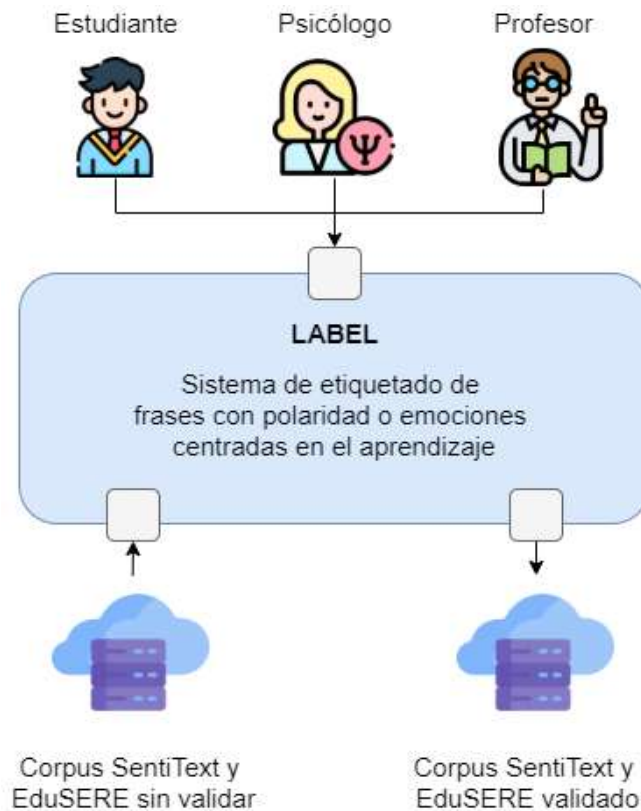 Estudiante
Psicólogo
Profesor
LABEL
Sistema de etiquetado de
frases con polaridad o emociones
centradas en el aprendizaje
Corpus SentiText y
EduSERE sin validar
Corpus SentiText y
EduSERE validado